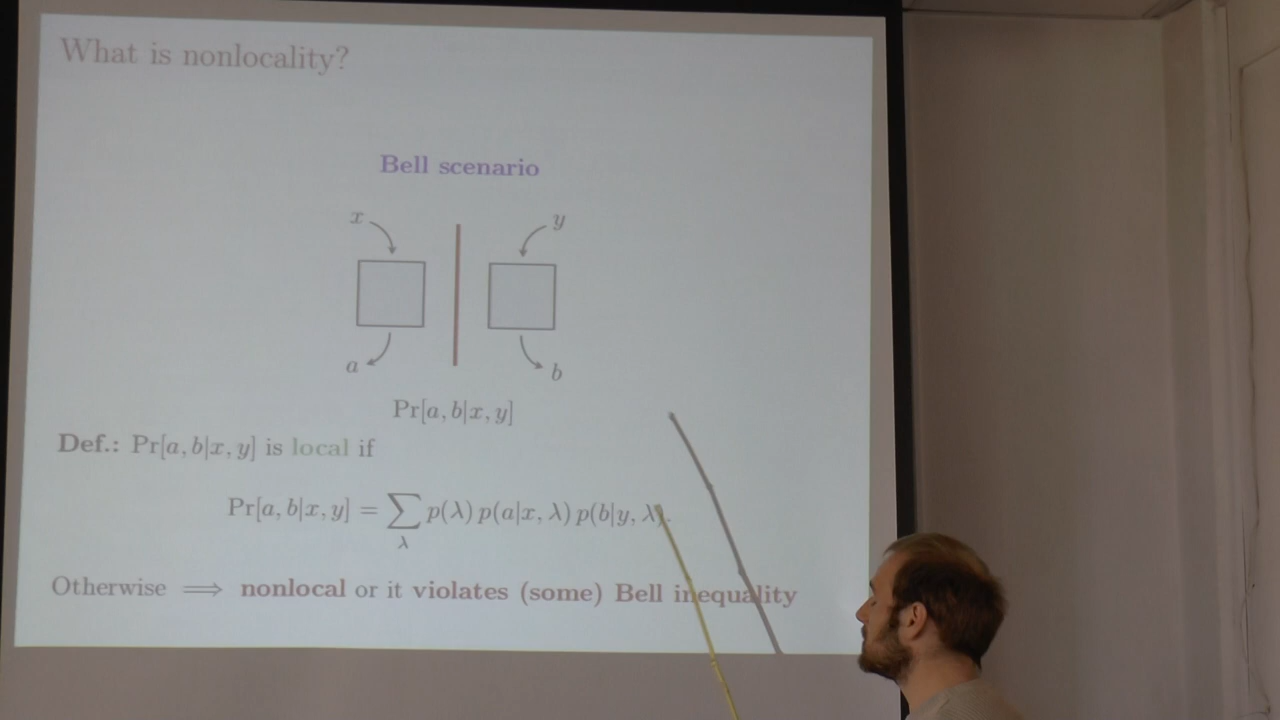 What is nonlocality?
Bell scenario
x
y
a
b
Pr[a, b|x, y]
Def.: Pr[a, b|x, y] is local if
Pr[a, b|x, y] = ∑ p(λ) p(a|x, λ) p(b|y, λ).
λ
Otherwise ⟹ nonlocal or it violates (some) Bell inequality